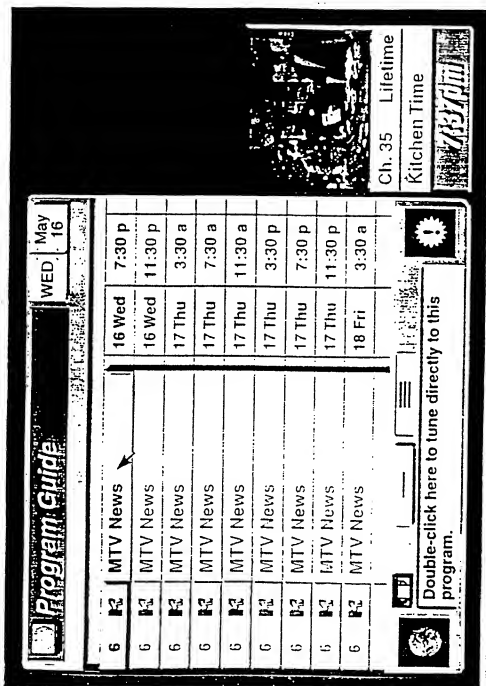 Program Guide
WED May 16
6 MTV News 16 Wed 7:30 p
6 MTV News 16 Wed 11:30 p
6 MTV News 17 Thu 3:30 a
6 MTV News 17 Thu 7:30 a
6 MTV News 17 Thu 11:30 a
6 MTV News 17 Thu 3:30 p
6 MTV News 17 Thu 7:30 p
6 MTV News 17 Thu 11:30 p
6 MTV News 18 Fri 3:30 a
Double-click here to tune directly to this
program.
Ch. 35 Lifetime
Kitchen Time
7:37pm